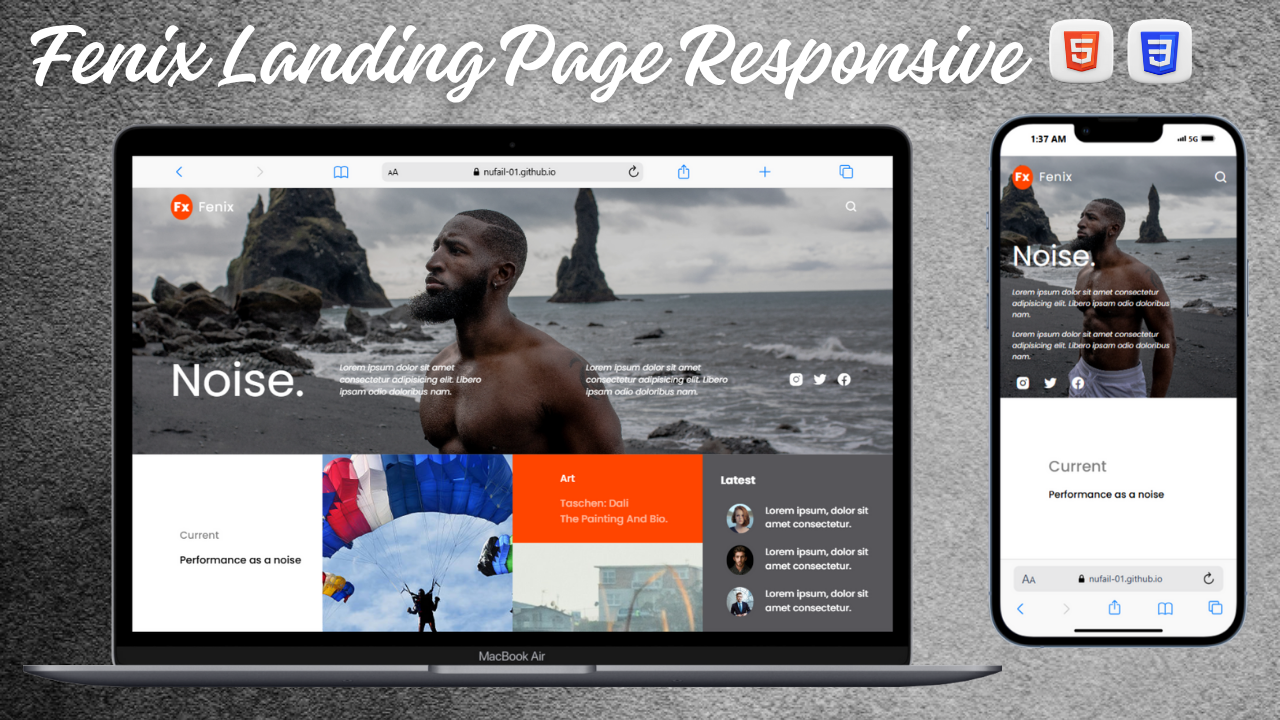 Fenix Landing Page Responsive
5
3
AA
nufail-01.github.io
Fx Fenix
Noise.
Lorem ipsum dolor sit amet
consectetur adipisicing elit. Libero
ipsam odio doloribus nam.
Lorem ipsum dolor sit amet
consectetur adipisicing elit. Libero
ipsam odio doloribus nam.
Current
Performance as a noise
Art
Taschen: Dali
The Painting And Bio.
Latest
Lorem ipsum, dolor sit
amet consectetur.
Lorem ipsum, dolor sit
amet consectetur.
Lorem ipsum, dolor sit
amet consectetur.
MacBook Air
1:37 AM
5G
Fx Fenix
Noise.
Lorem ipsum dolor sit amet consectetur
adipisicing elit. Libero ipsam odio doloribus
nam.
Lorem ipsum dolor sit amet consectetur
adipisicing elit. Libero ipsam odio doloribus
nam.
Current
Performance as a noise
AA
nufail-01.github.io